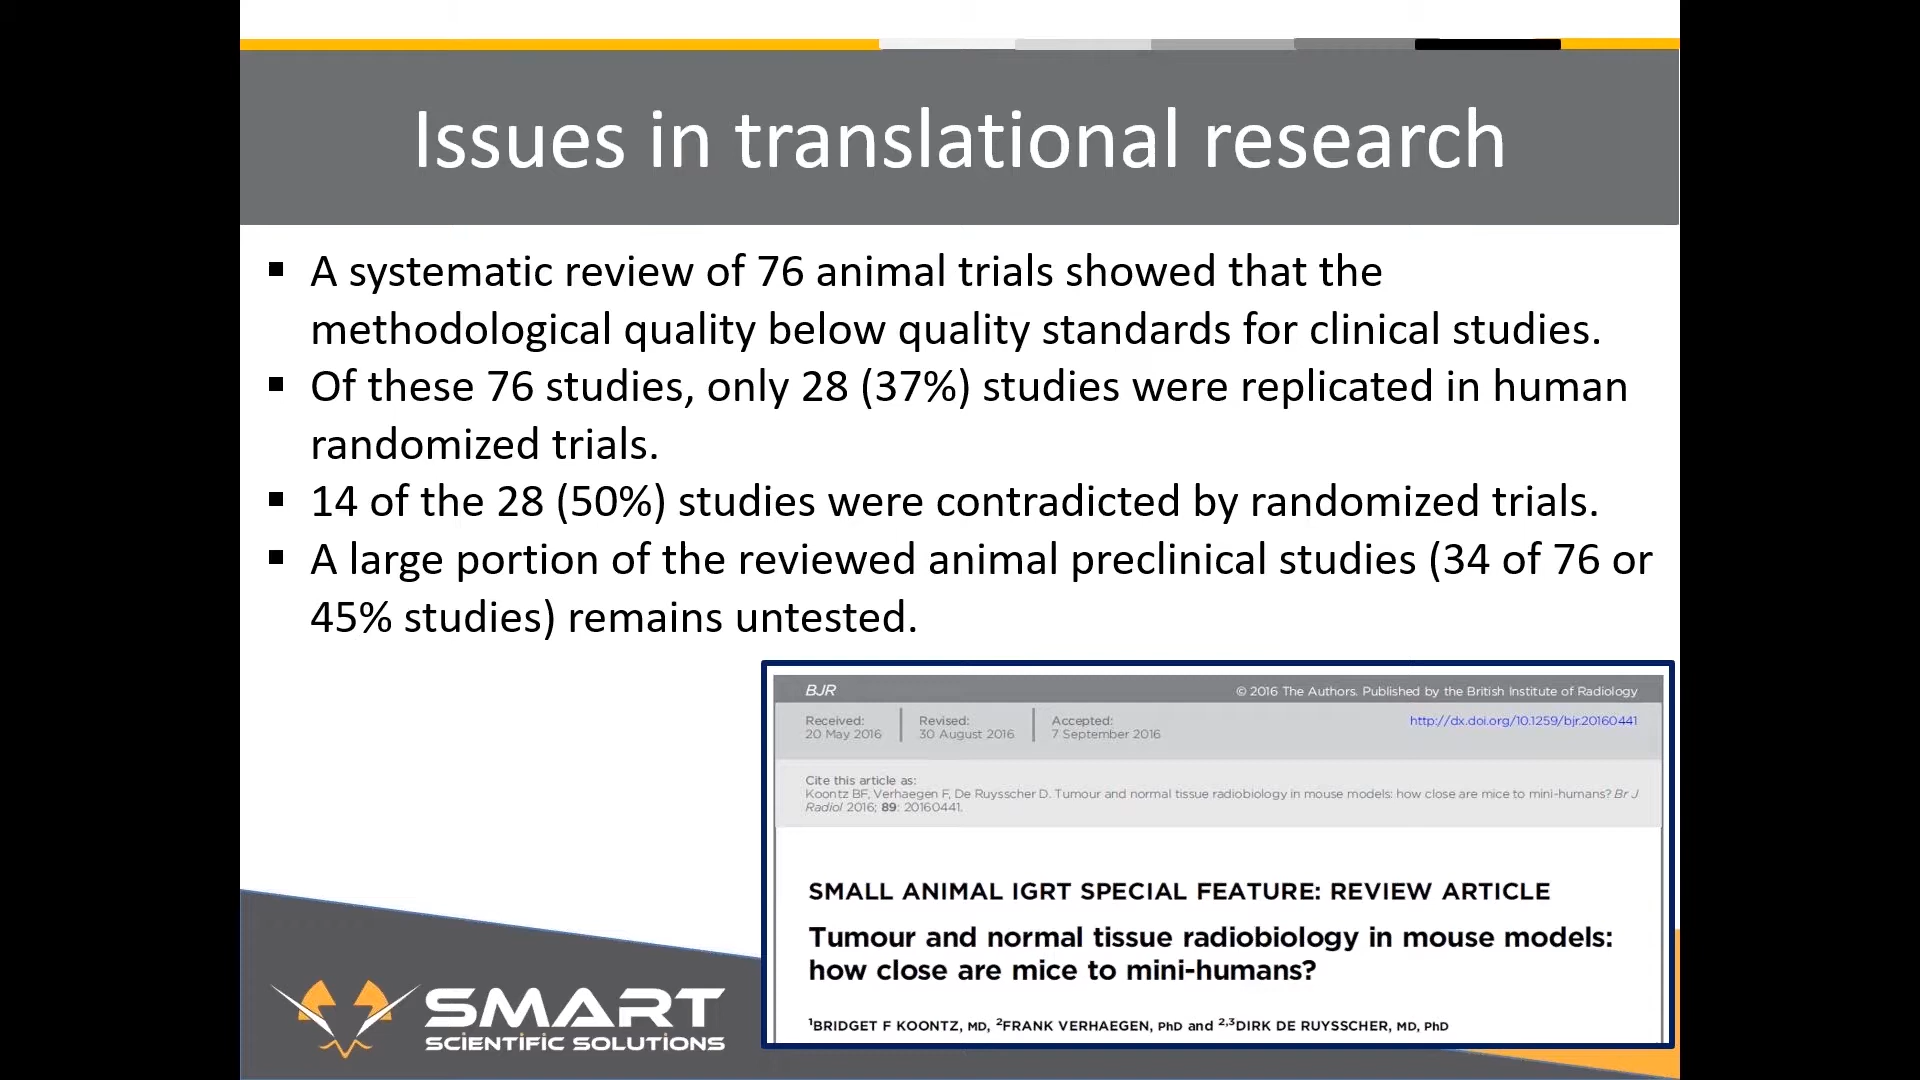 Issues in translational research
▪ A systematic review of 76 animal trials showed that the
methodological quality below quality standards for clinical studies.
▪ Of these 76 studies, only 28 (37%) studies were replicated in human
randomized trials.
▪ 14 of the 28 (50%) studies were contradicted by randomized trials.
▪ A large portion of the reviewed animal preclinical studies (34 of 76 or
45% studies) remains untested.
BJR
© 2016 The Authors. Published by the British Institute of Radiology
Received:
20 May 2016
Revised:
30 August 2016
Accepted:
7 September 2016
http://dx.doi.org/10.1259/bjr.20160441
Cite this article as:
Koontz BF, Verhaegen F, De Ruysscher D. Tumour and normal tissue radiobiology in mouse models: how close are mice to mini-humans? Br J
Radiol 2016; 89: 20160441.
SMALL ANIMAL IGRT SPECIAL FEATURE: REVIEW ARTICLE
Tumour and normal tissue radiobiology in mouse models:
how close are mice to mini-humans?
¹BRIDGET F KOONTZ, MD, ²FRANK VERHAEGEN, PhD and ²,³DIRK DE RUYSSCHER, MD, PhD
SMART
SCIENTIFIC SOLUTIONS